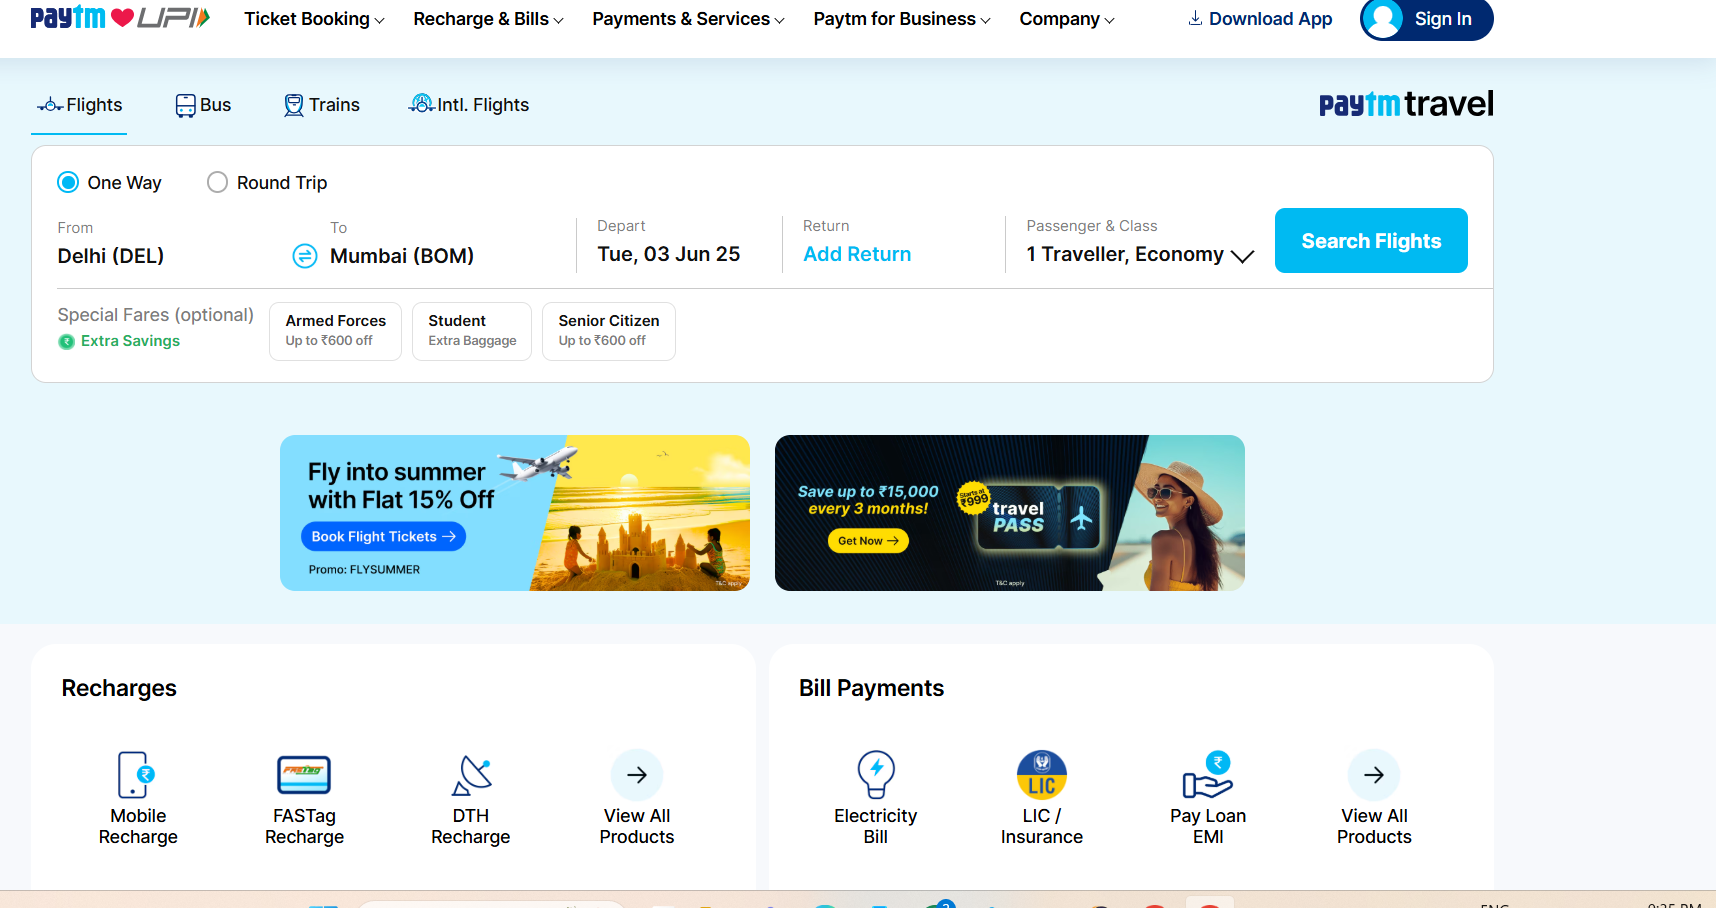 paytm UPI
Ticket Booking
Recharge & Bills
Payments & Services
Paytm for Business
Company
Download App
Sign In
Flights
Bus
Trains
Intl. Flights
paytm travel
One Way
Round Trip
From
Delhi (DEL)
To
Mumbai (BOM)
Depart
Tue, 03 Jun 25
Return
Add Return
Passenger & Class
1 Traveller, Economy
Search Flights
Special Fares (optional)
₹ Extra Savings
Armed Forces
Up to ₹600 off
Student
Extra Baggage
Senior Citizen
Up to ₹600 off
Fly into summer
with Flat 15% Off
Book Flight Tickets →
Promo: FLYSUMMER
T&C apply
Save up to ₹15,000
every 3 months!
Get Now →
Starts at
₹999
travel
PASS
T&C apply
Recharges
₹
Mobile
Recharge
FASTag
FASTag
Recharge
DTH
Recharge
View All
Products
Bill Payments
Electricity
Bill
LIC
LIC /
Insurance
₹
Pay Loan
EMI
View All
Products